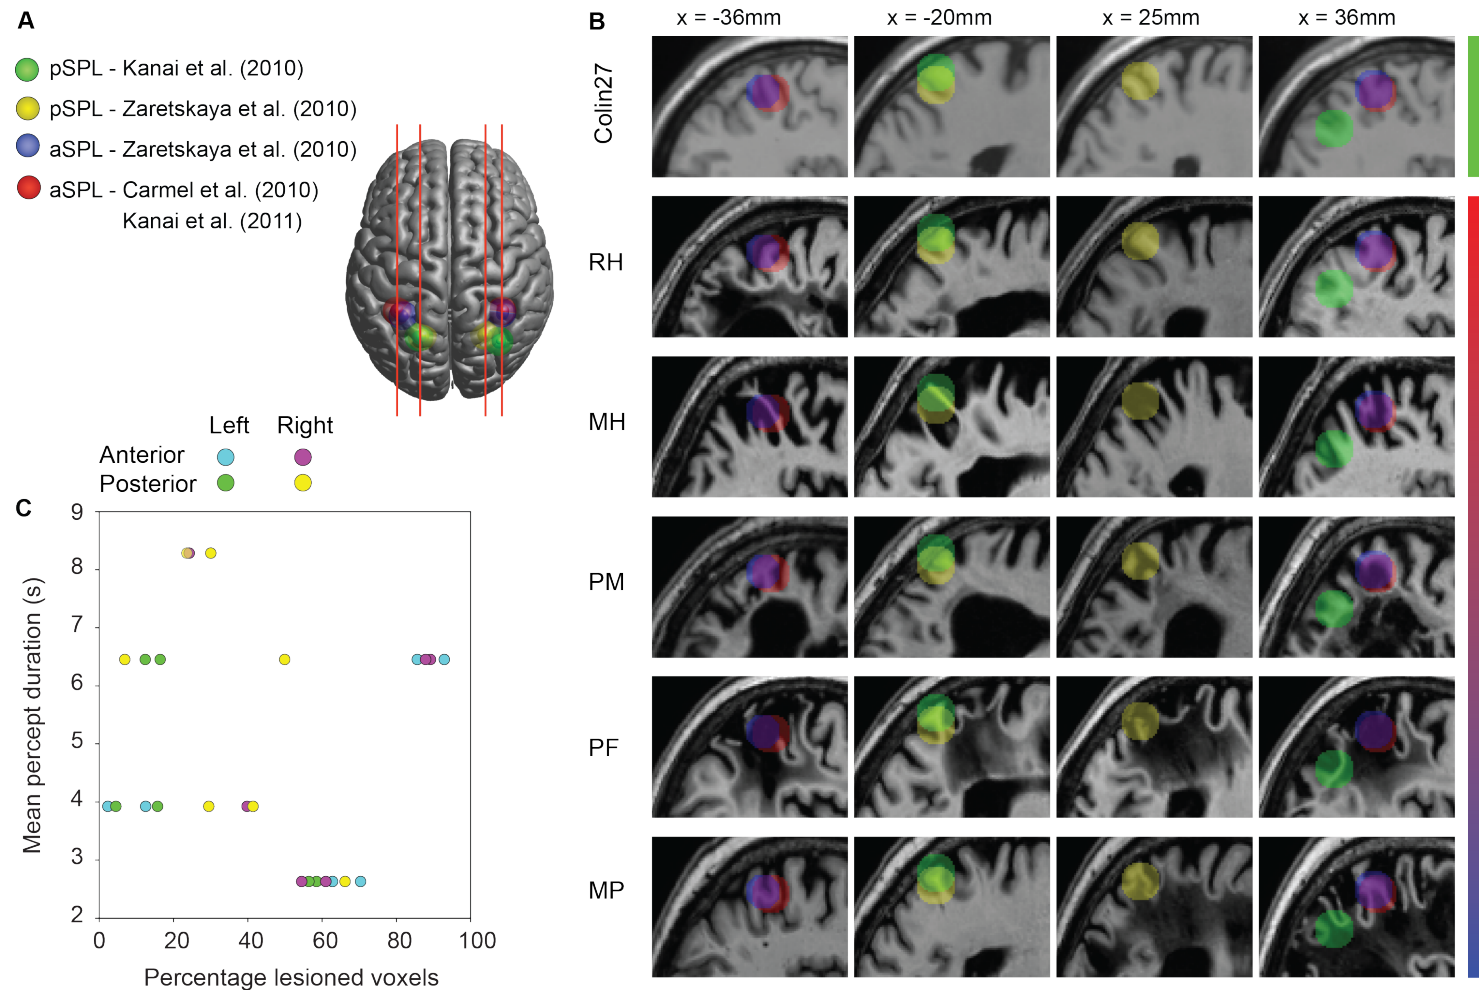 A
pSPL - Kanai et al. (2010)
pSPL - Zaretskaya et al. (2010)
aSPL - Zaretskaya et al. (2010)
aSPL - Carmel et al. (2010)
Kanai et al. (2011)
B
x = -36mm x = -20mm x = 25mm x = 36mm
Colin27
RH
MH
PM
PF
MP
Left Right
Anterior
Posterior
C
9
8
7
6
5
4
3
2
Mean percept duration (s)
0 20 40 60 80 100
Percentage lesioned voxels